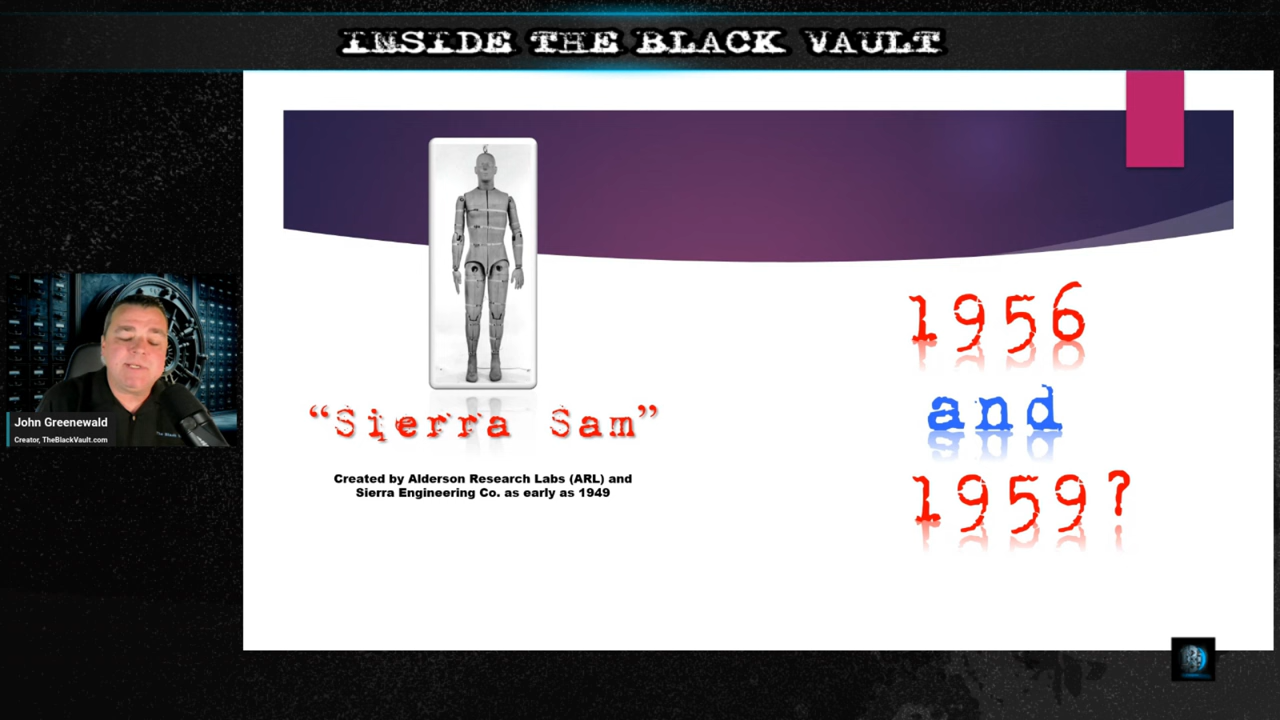 INSIDE THE BLACK VAULT
"Sierra Sam"
Created by Alderson Research Labs (ARL) and
Sierra Engineering Co. as early as 1949
1956
and
1959?
John Greenewald
Creator, TheBlackVault.com